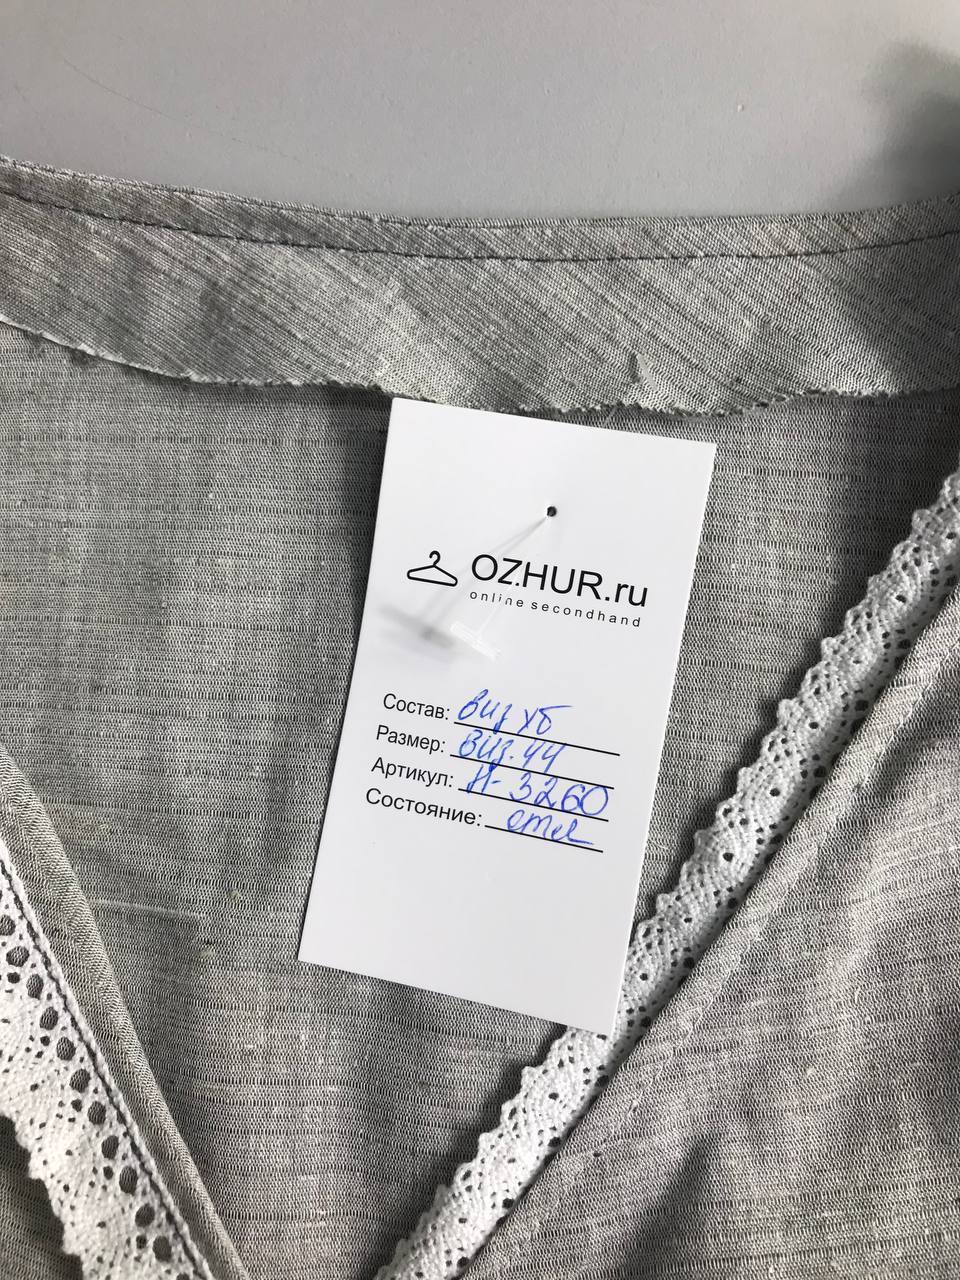 OZHUR.ru
online secondhand
Состав: виз хб
Размер: виз. 44
Артикул: Н-3260
Состояние: отл